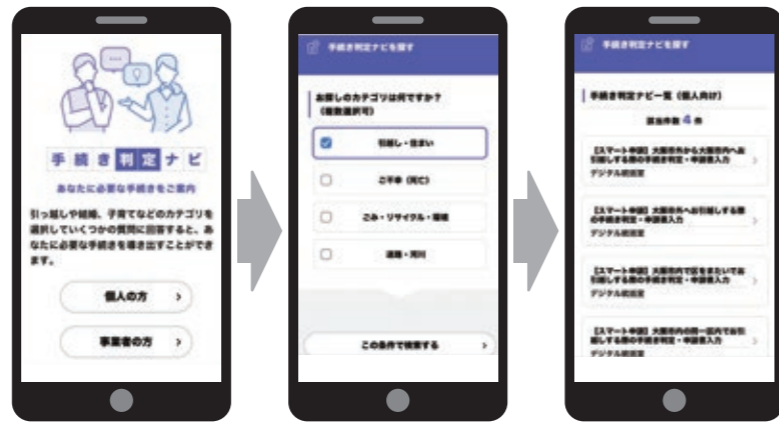 手続き判定ナビ
あなたに必要な手続きをご案内
引っ越しや結婚、子育てなどのカテゴリを
選択していくつかの質問に回答すると、あ
なたに必要な手続きを導き出すことができ
ます。
個人の方
事業者の方
手続き判定ナビを探す
お探しのカテゴリは何ですか?
(複数選択可)
引越し・住まい
ご不幸（死亡）
ごみ・リサイクル・環境
道路・河川
この条件で検索する
手続き判定ナビを探す
手続き判定ナビ一覧（個人向け）
該当件数 4 件
【スマート申請】大阪市外から大阪市内へお
引越しする際の手続き判定・申請書入力
デジタル統括室
【スマート申請】大阪市外へお引越しする際
の手続き判定・申請書入力
デジタル統括室
【スマート申請】大阪市内で区をまたいでお
引越しする際の手続き判定・申請書入力
デジタル統括室
【スマート申請】大阪市内の同一区内でお引
越しする際の手続き判定・申請書入力
デジタル統括室